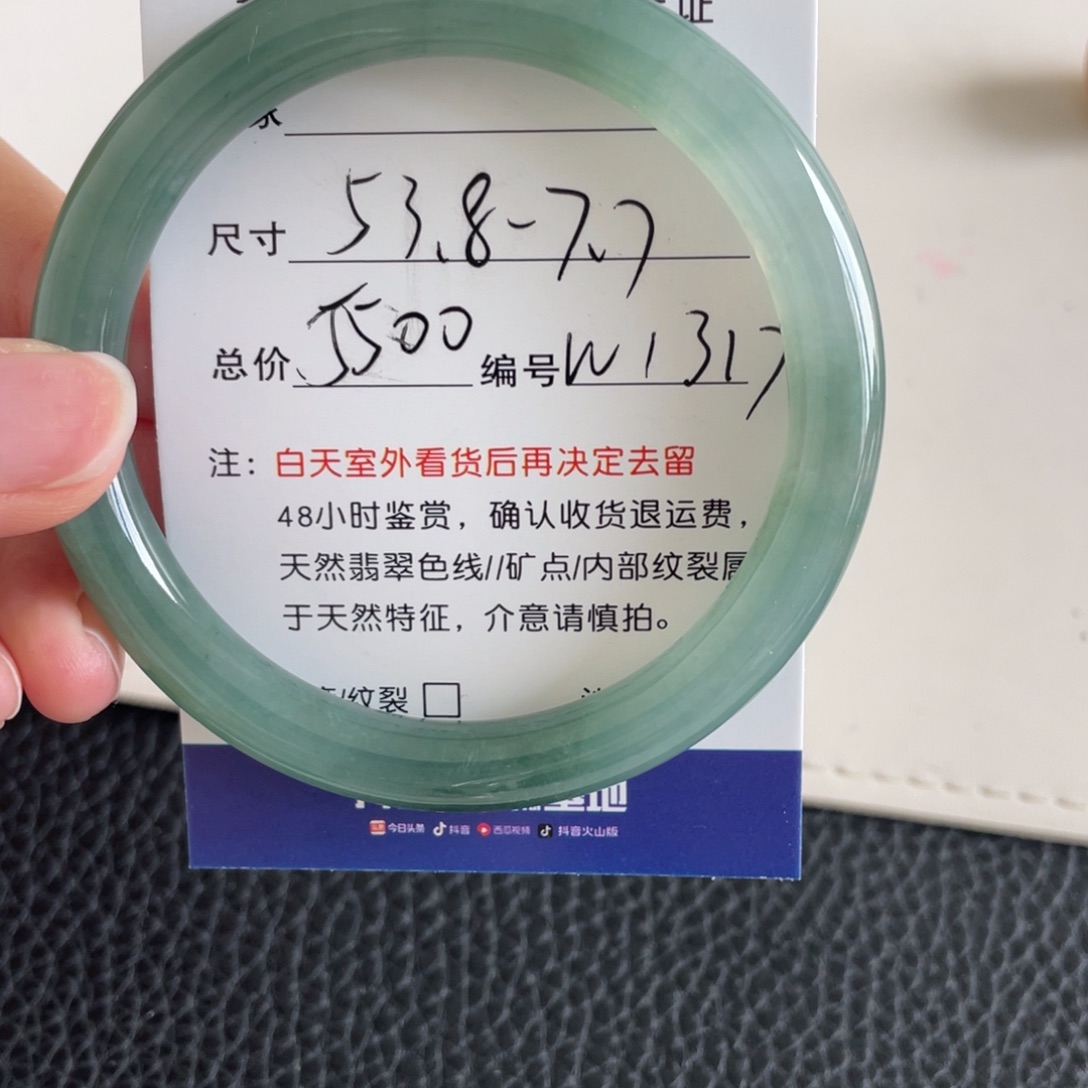 证
尺寸 53.8-7.7
总价 5500 编号 W1317
注：白天室外看货后再决定去留
48小时鉴赏，确认收货退运费，
天然翡翠色线//矿点/内部纹裂属
于天然特征，介意请慎拍。
/纹裂
基地
今日头条 抖音 西瓜视频 抖音火山版